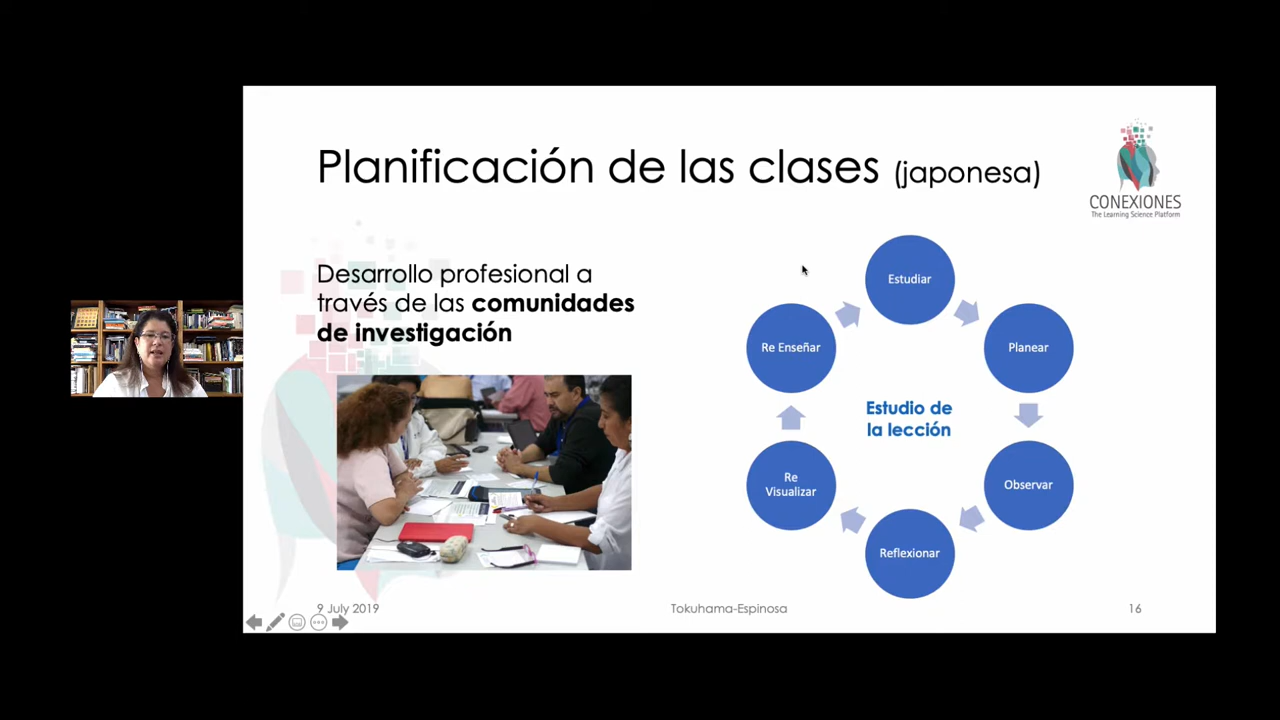 Planificación de las clases (japonesa)
CONEXIONES
The Learning Science Platform
Desarrollo profesional a
través de las comunidades
de investigación
Estudiar
Planear
Observar
Reflexionar
Re
Visualizar
Re Enseñar
Estudio de
la lección
9 July 2019
Tokuhama-Espinosa
16